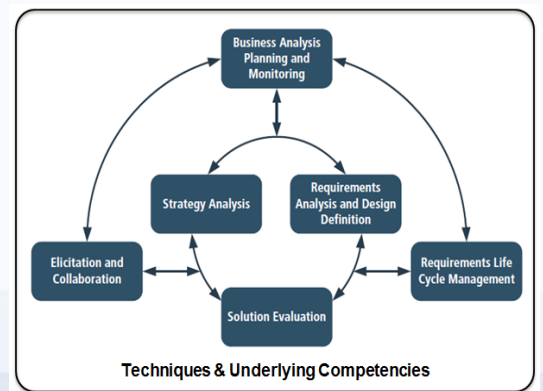 Business Analysis
Planning and
Monitoring
Strategy Analysis
Requirements
Analysis and Design
Definition
Elicitation and
Collaboration
Requirements Life
Cycle Management
Solution Evaluation
Techniques & Underlying Competencies